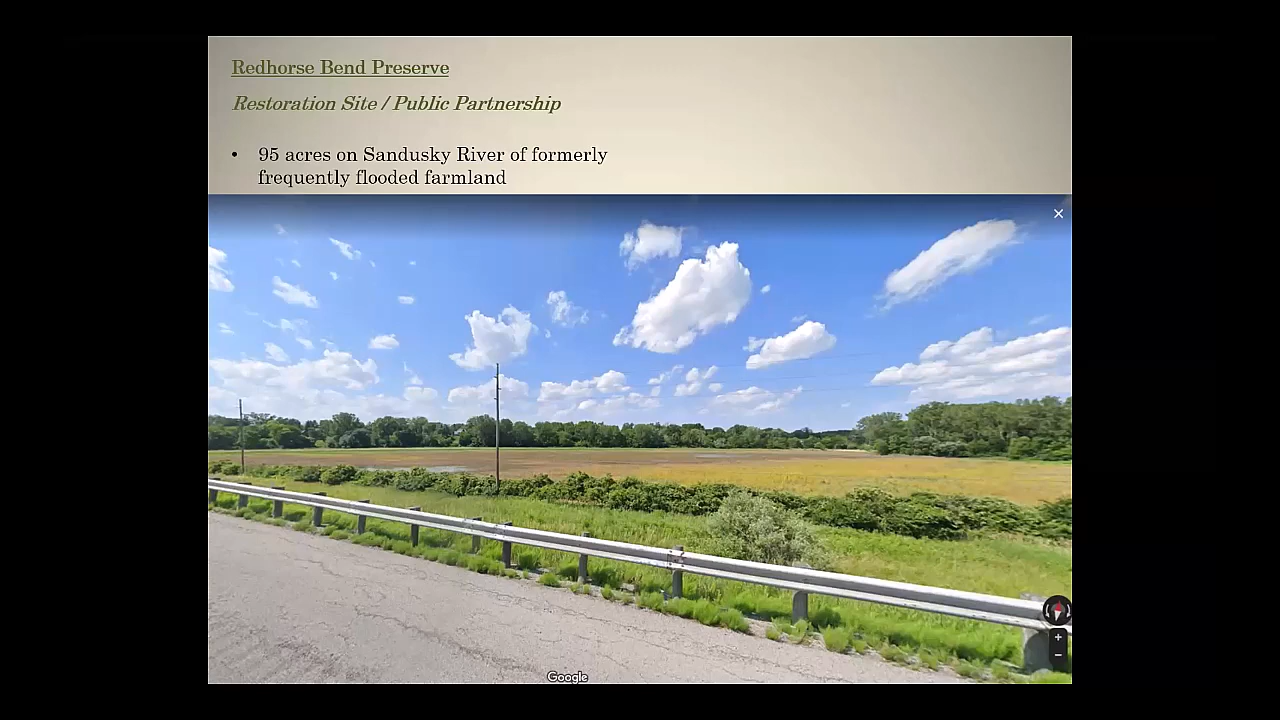 Redhorse Bend Preserve
Restoration Site / Public Partnership
• 95 acres on Sandusky River of formerly
frequently flooded farmland
Google